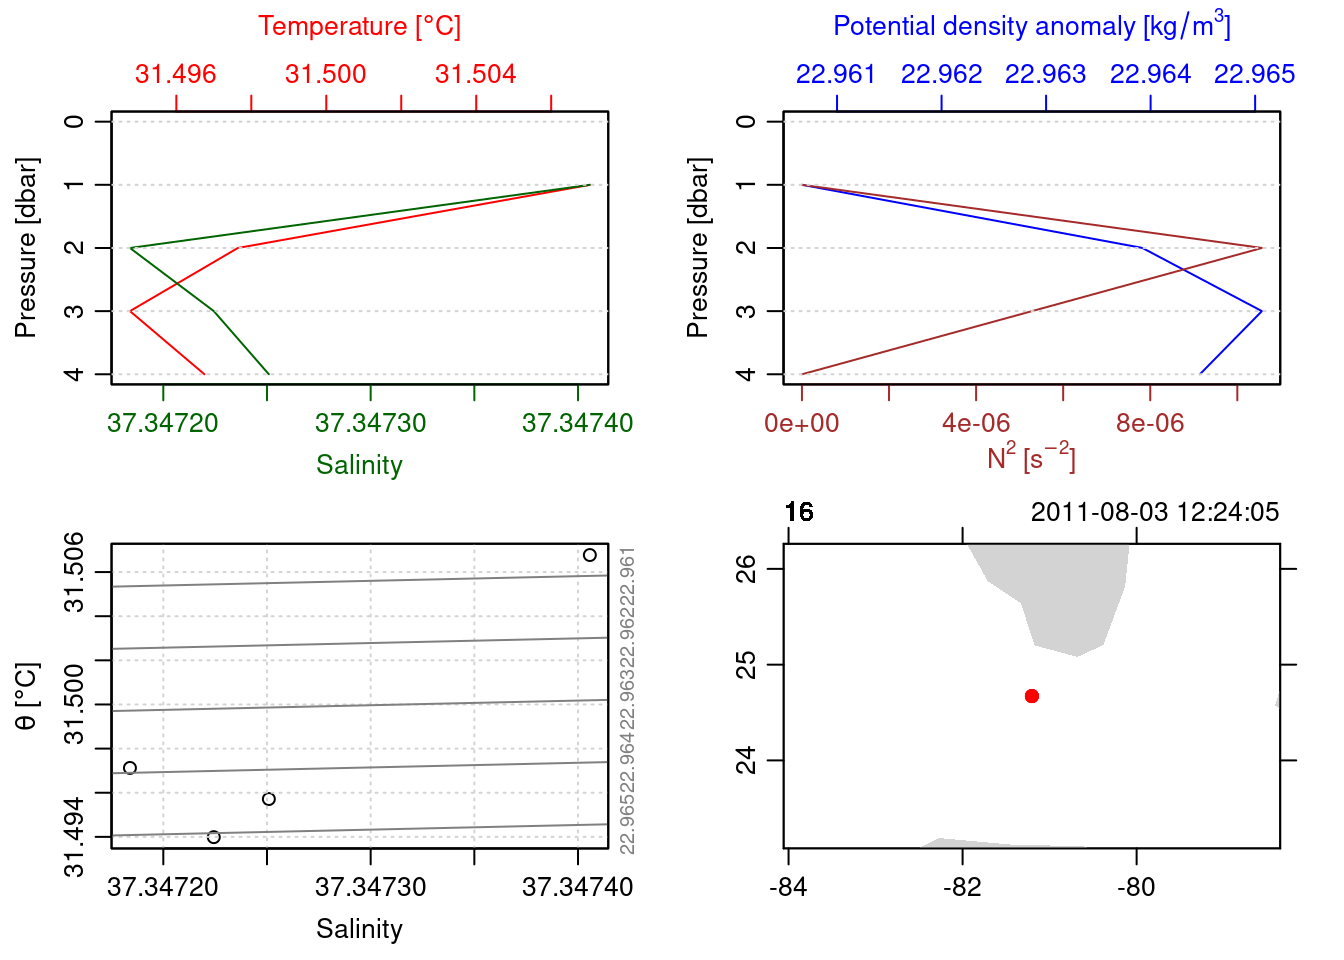 Temperature [°C]
31.496 31.500 31.504
0
1
2
3
4
Pressure [dbar]
37.34720 37.34730 37.34740
Salinity
Potential density anomaly [kg/m³]
22.961 22.962 22.963 22.964 22.965
0
1
2
3
4
Pressure [dbar]
0e+00 4e-06 8e-06
N² [s⁻²]
31.506
31.500
31.494
θ [°C]
22.961
22.962
22.963
22.964
22.965
37.34720 37.34730 37.34740
Salinity
16 2011-08-03 12:24:05
26
25
24
-84 -82 -80